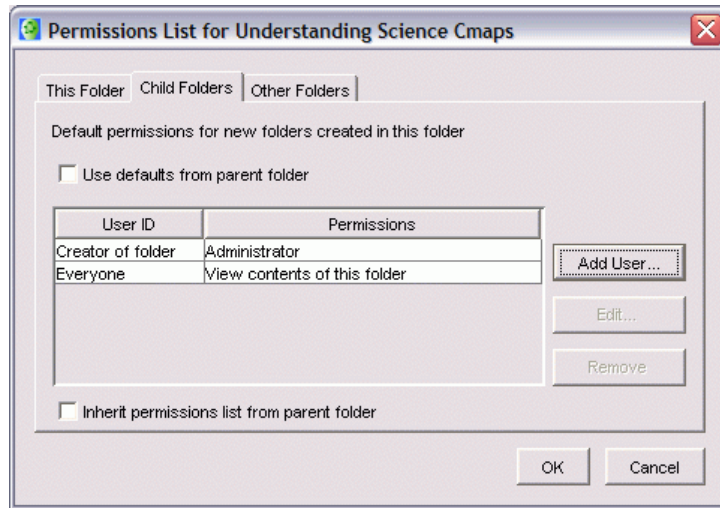 Permissions List for Understanding Science Cmaps
This Folder Child Folders Other Folders
Default permissions for new folders created in this folder
Use defaults from parent folder
User ID Permissions
Creator of folder Administrator
Everyone View contents of this folder
Add User...
Edit...
Remove
Inherit permissions list from parent folder
OK Cancel